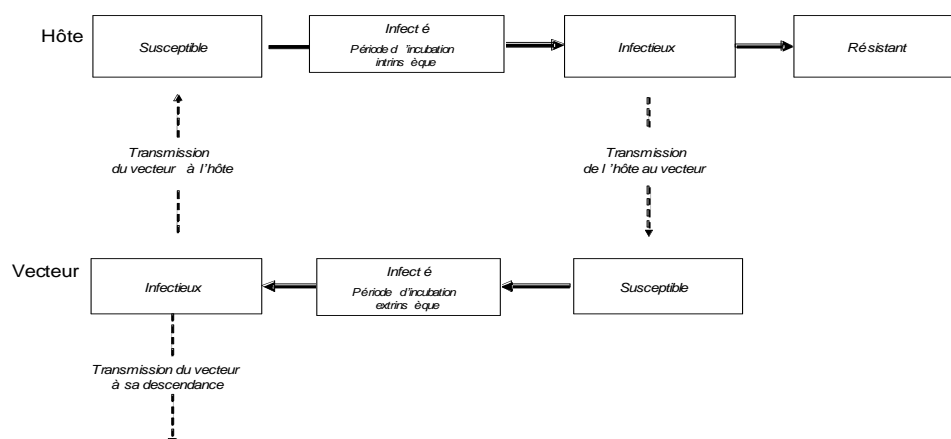 Hôte
Susceptible
Infecté
Période d'incubation
intrinsèque
Infectieux
Résistant
Transmission
du vecteur à l'hôte
Transmission
de l'hôte au vecteur
Vecteur
Infectieux
Infecté
Période d'incubation
extrinsèque
Susceptible
Transmission du vecteur
à sa descendance